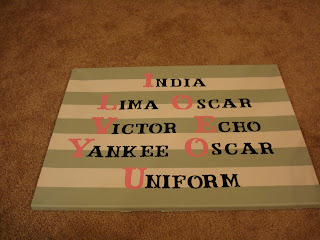 India
Lima Oscar
Victor Echo
Yankee Oscar
Uniform